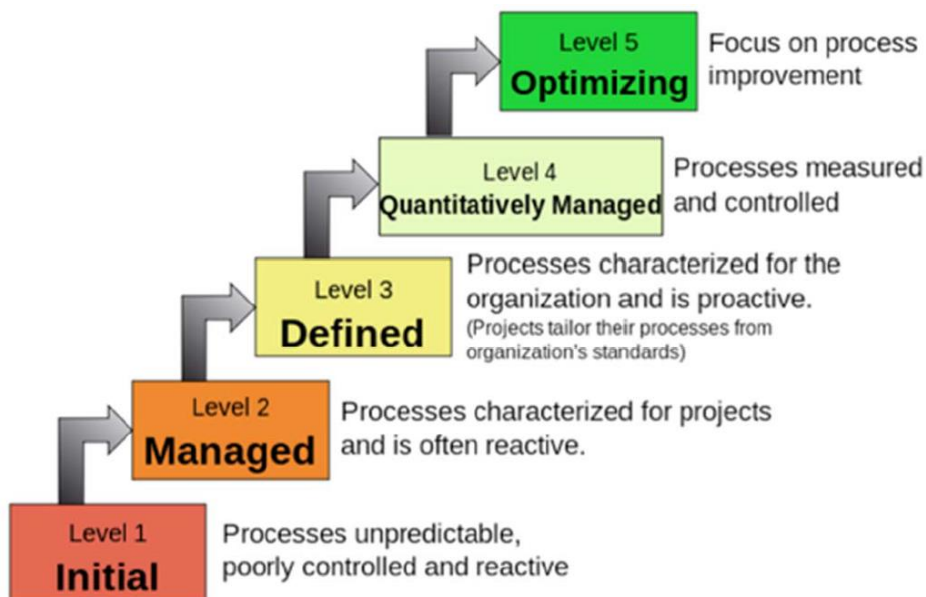 Level 5
Optimizing
Focus on process
improvement
Level 4
Quantitatively Managed
Processes measured
and controlled
Level 3
Defined
Processes characterized for the
organization and is proactive.
(Projects tailor their processes from
organization's standards)
Level 2
Managed
Processes characterized for projects
and is often reactive.
Level 1
Initial
Processes unpredictable,
poorly controlled and reactive